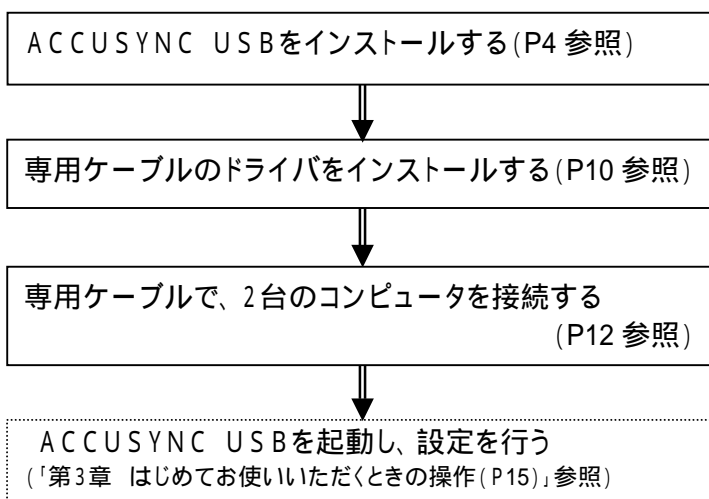 ACCUSYNC USBをインストールする(P4 参照)
専用ケーブルのドライバをインストールする(P10 参照)
専用ケーブルで、2台のコンピュータを接続する
(P12 参照)
ACCUSYNC USBを起動し、設定を行う
(「第3章 はじめてお使いいただくときの操作(P15)」参照)